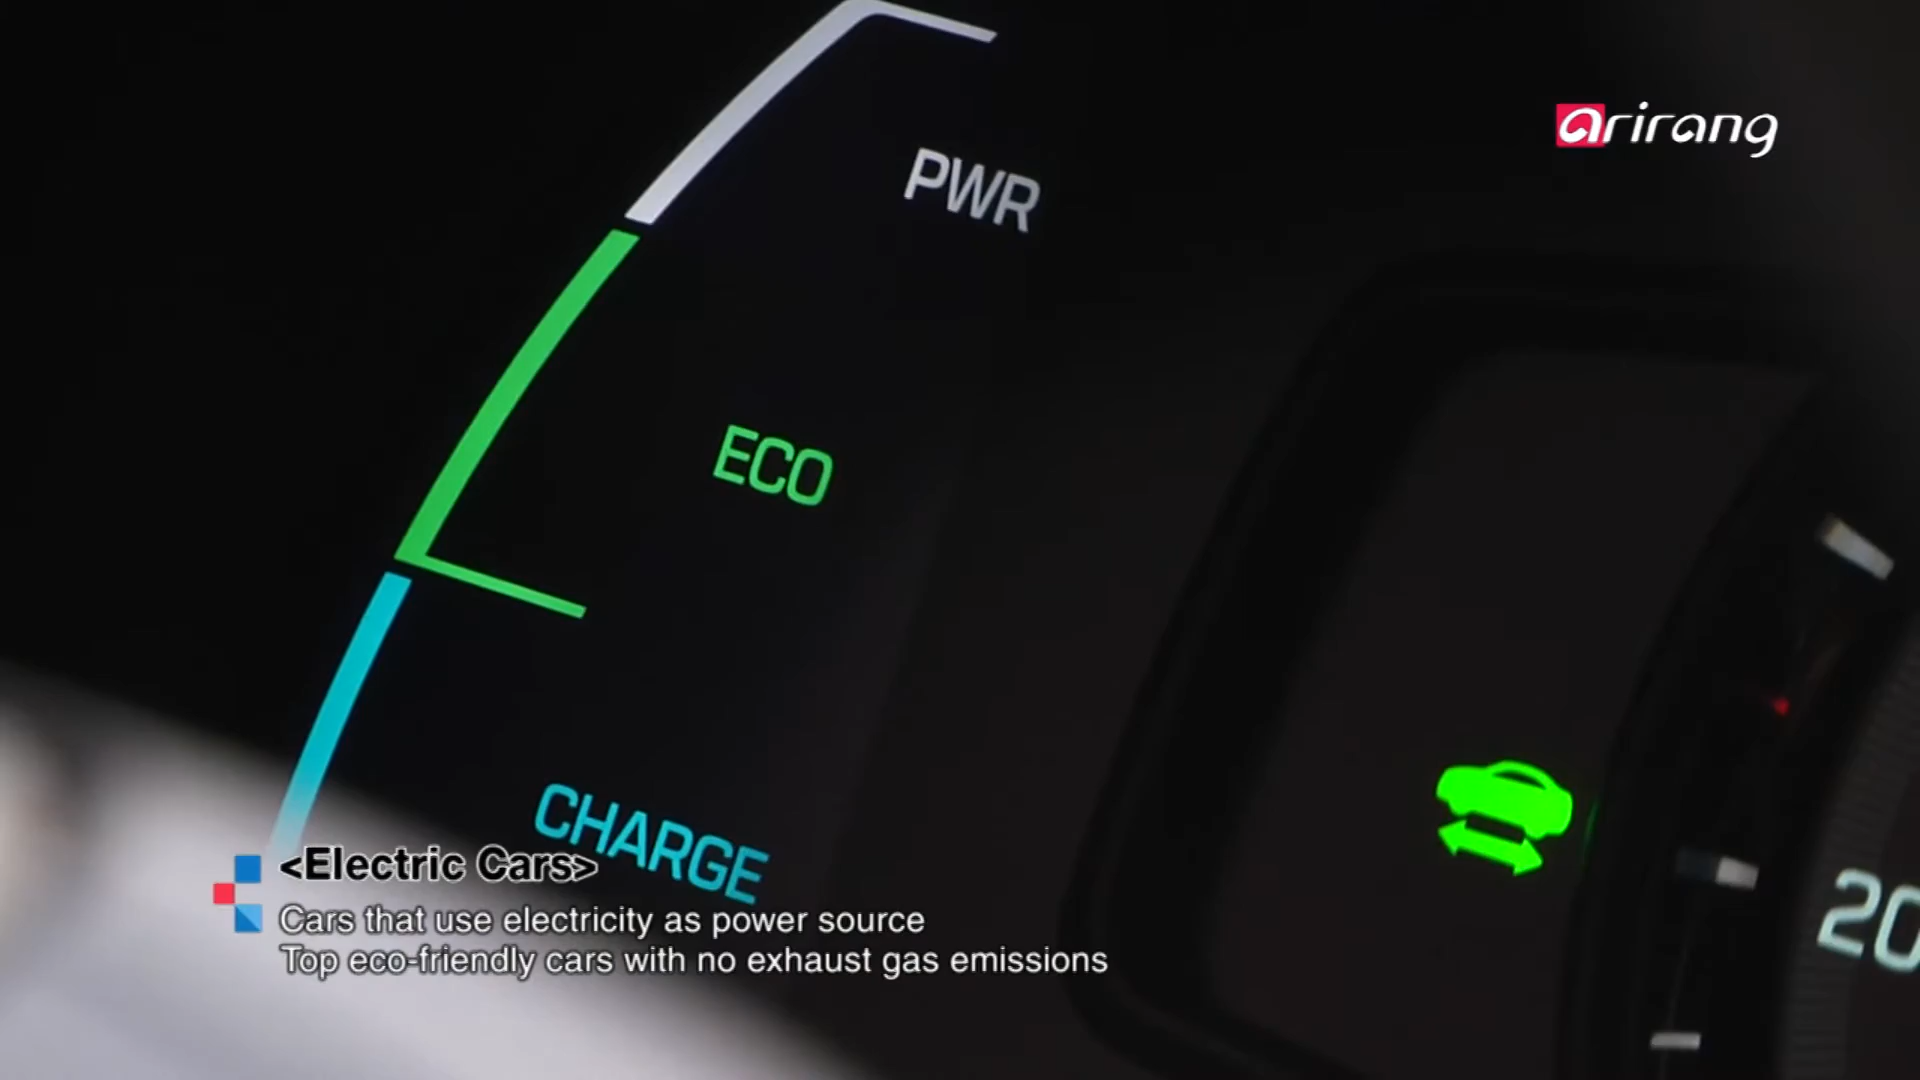 arirang
PWR
ECO
CHARGE
20
<Electric Cars>
Cars that use electricity as power source
Top eco-friendly cars with no exhaust gas emissions